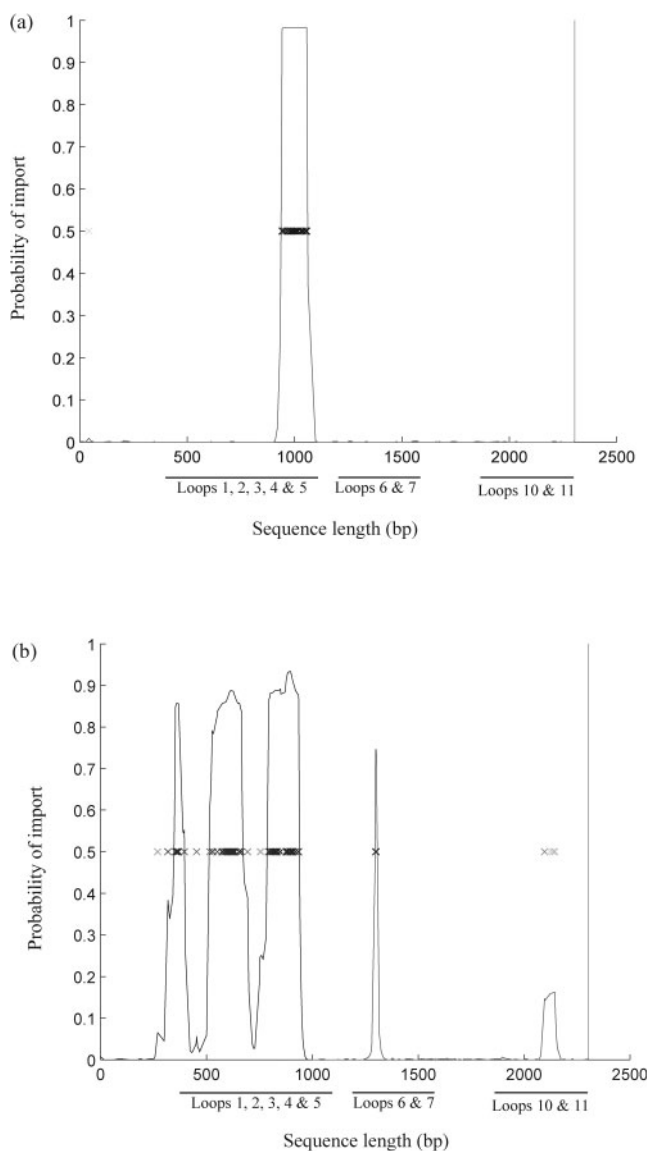 (a)
1
0.9
0.8
0.7
0.6
0.5
0.4
0.3
0.2
0.1
0
Probability of import
0 500 1000 1500 2000 2500
Loops 1, 2, 3, 4 & 5 Loops 6 & 7 Loops 10 & 11
Sequence length (bp)
(b)
1
0.9
0.8
0.7
0.6
0.5
0.4
0.3
0.2
0.1
0
Probability of import
0 500 1000 1500 2000 2500
Loops 1, 2, 3, 4 & 5 Loops 6 & 7 Loops 10 & 11
Sequence length (bp)